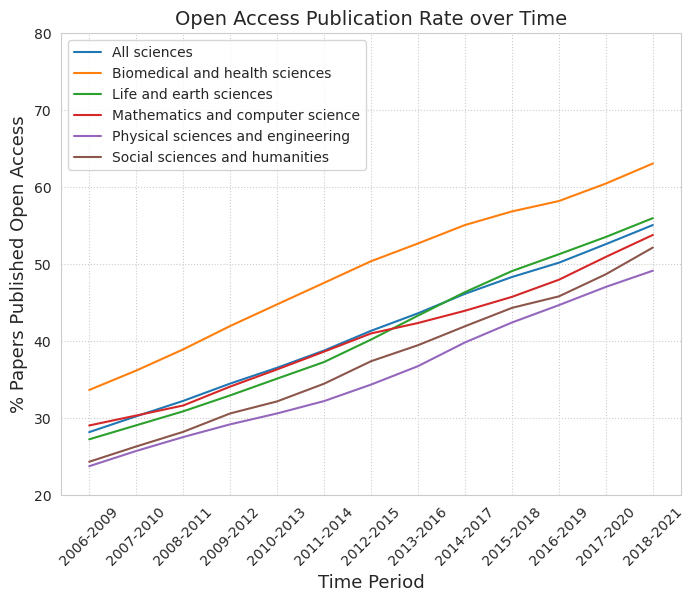 Open Access Publication Rate over Time
% Papers Published Open Access
80
70
60
50
40
30
20
All sciences
Biomedical and health sciences
Life and earth sciences
Mathematics and computer science
Physical sciences and engineering
Social sciences and humanities
2006-2009
2007-2010
2008-2011
2009-2012
2010-2013
2011-2014
2012-2015
2013-2016
2014-2017
2015-2018
2016-2019
2017-2020
2018-2021
Time Period